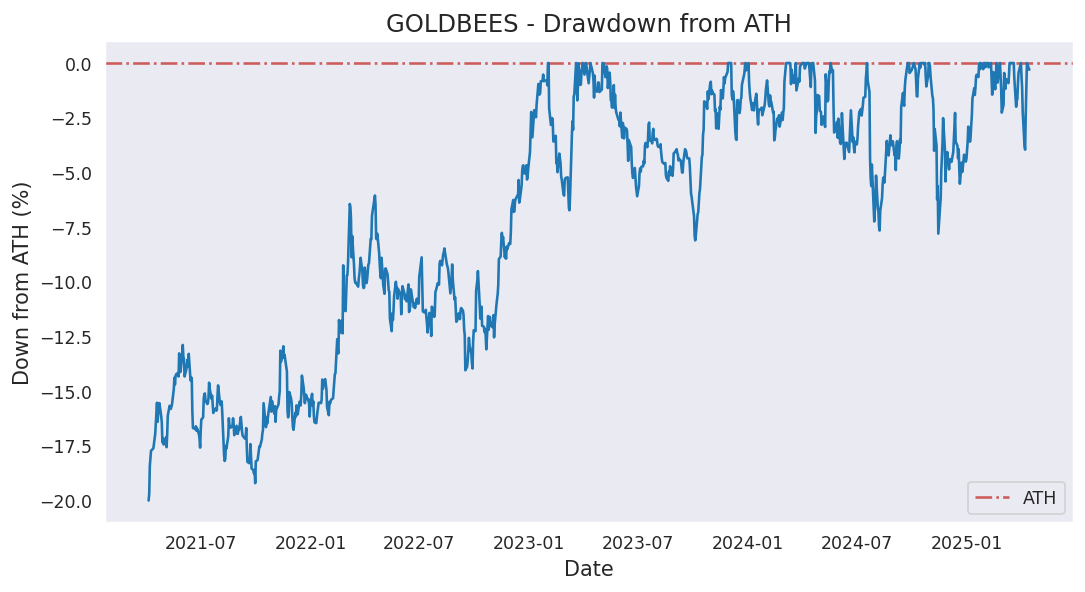 GOLDBEES - Drawdown from ATH
Down from ATH (%)
0.0
−2.5
−5.0
−7.5
−10.0
−12.5
−15.0
−17.5
−20.0
ATH
2021-07 2022-01 2022-07 2023-01 2023-07 2024-01 2024-07 2025-01
Date